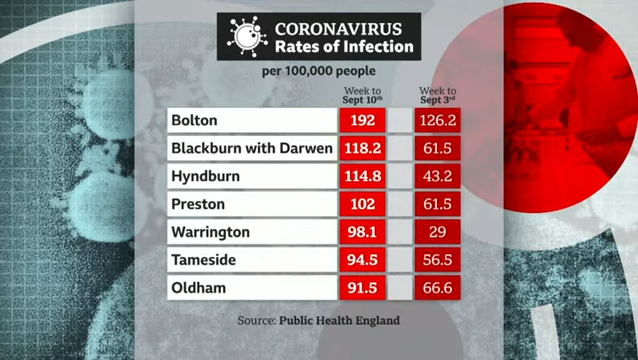 CORONAVIRUS
Rates of Infection
per 100,000 people
Week to Week to
Sept 10th Sept 3rd
Bolton 192 126.2
Blackburn with Darwen 118.2 61.5
Hyndburn 114.8 43.2
Preston 102 61.5
Warrington 98.1 29
Tameside 94.5 56.5
Oldham 91.5 66.6
Source: Public Health England